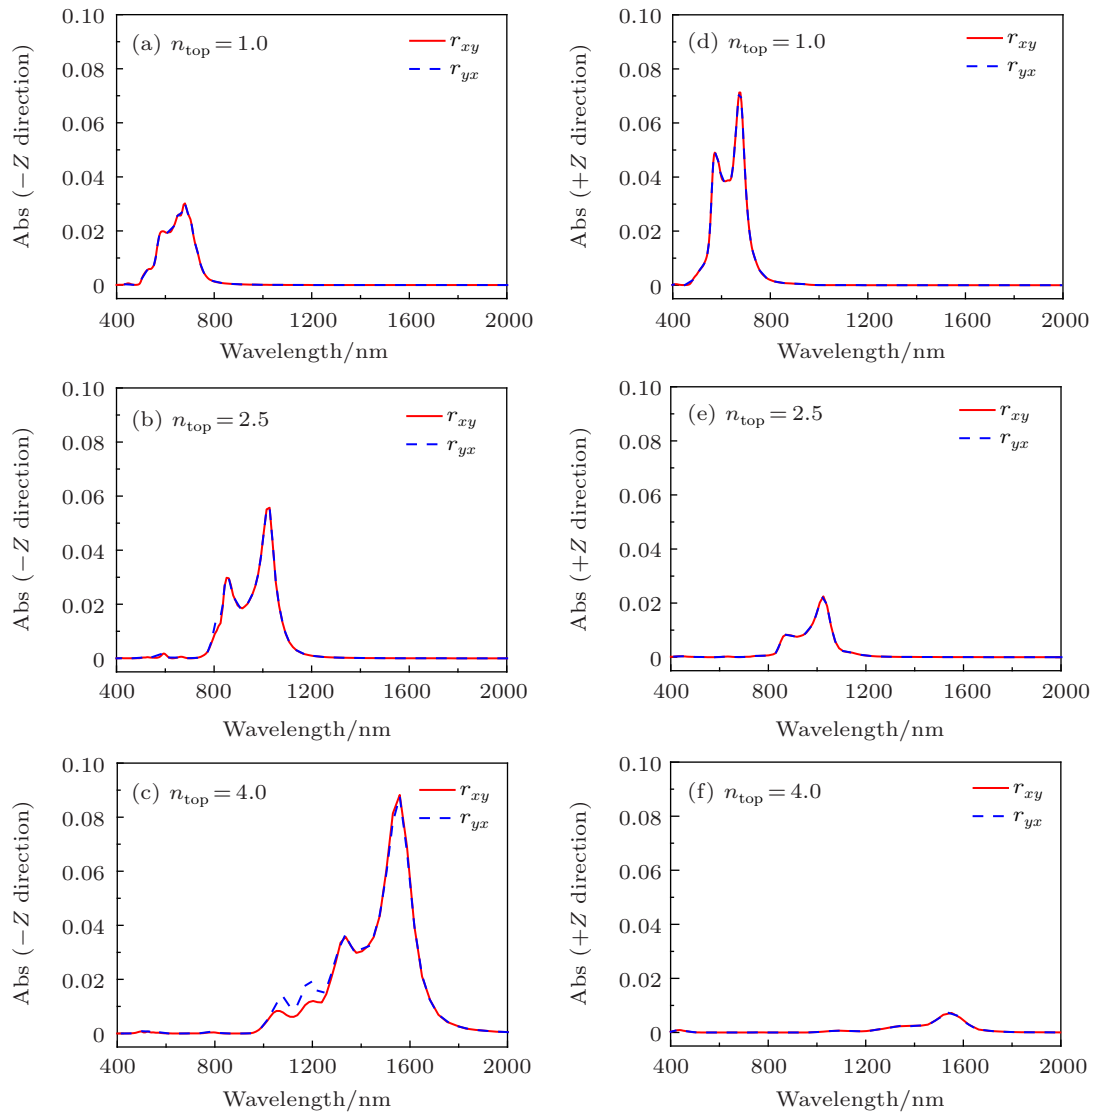 (a) n_top = 1.0
r_xy
r_yx
0.10
0.08
0.06
0.04
0.02
0
Abs (−Z direction)
400 800 1200 1600 2000
Wavelength/nm
(d) n_top = 1.0
r_xy
r_yx
0.10
0.08
0.06
0.04
0.02
0
Abs (+Z direction)
400 800 1200 1600 2000
Wavelength/nm
(b) n_top = 2.5
r_xy
r_yx
0.10
0.08
0.06
0.04
0.02
0
Abs (−Z direction)
400 800 1200 1600 2000
Wavelength/nm
(e) n_top = 2.5
r_xy
r_yx
0.10
0.08
0.06
0.04
0.02
0
Abs (+Z direction)
400 800 1200 1600 2000
Wavelength/nm
(c) n_top = 4.0
r_xy
r_yx
0.10
0.08
0.06
0.04
0.02
0
Abs (−Z direction)
400 800 1200 1600 2000
Wavelength/nm
(f) n_top = 4.0
r_xy
r_yx
0.10
0.08
0.06
0.04
0.02
0
Abs (+Z direction)
400 800 1200 1600 2000
Wavelength/nm